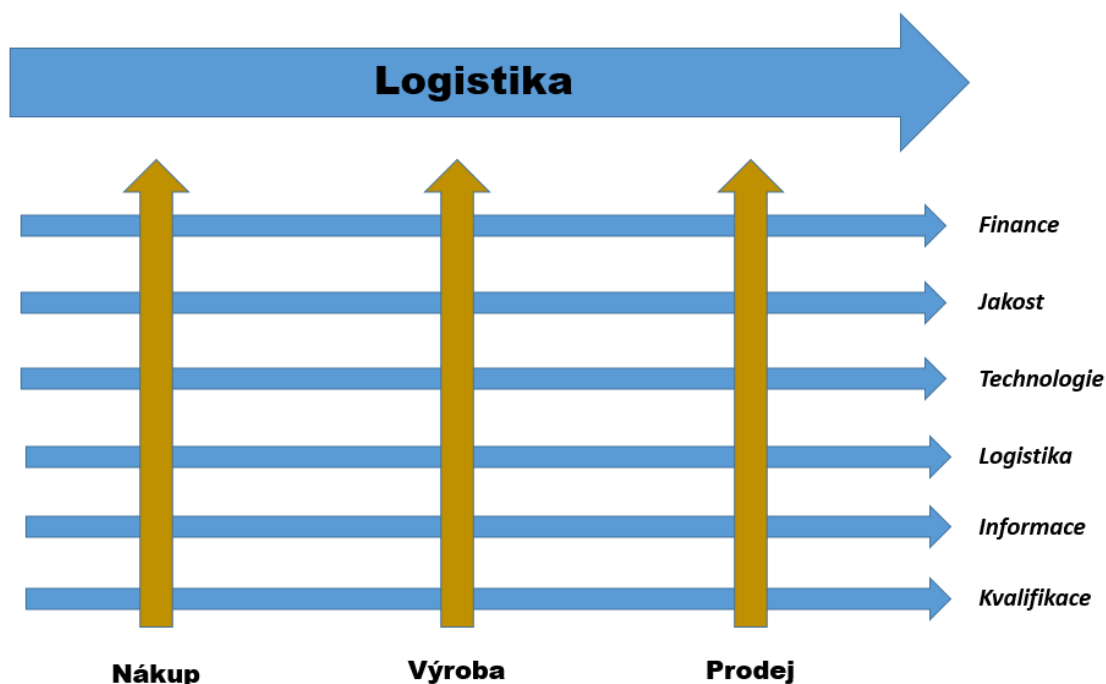 Logistika
Finance
Jakost
Technologie
Logistika
Informace
Kvalifikace
Nákup
Výroba
Prodej